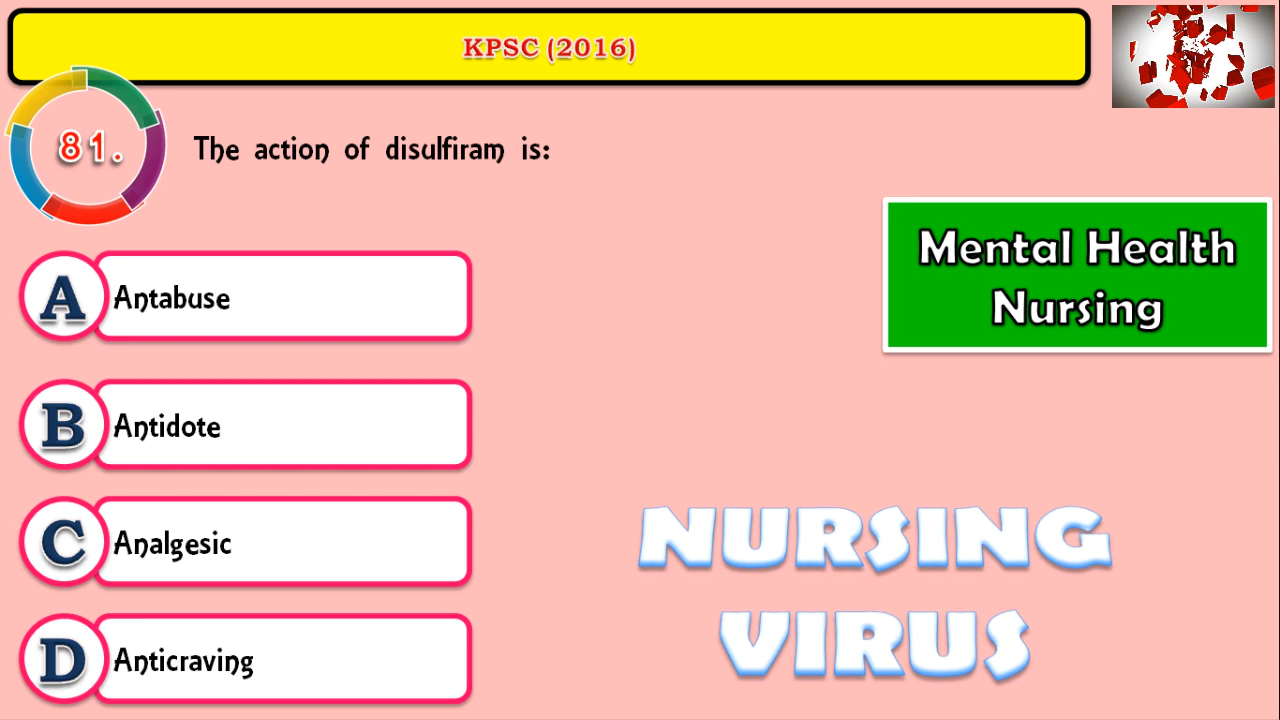 KPSC (2016)
81.
The action of disulfiram is:
Mental Health
Nursing
A
Antabuse
B
Antidote
C
Analgesic
D
Anticraving
NURSING
VIRUS